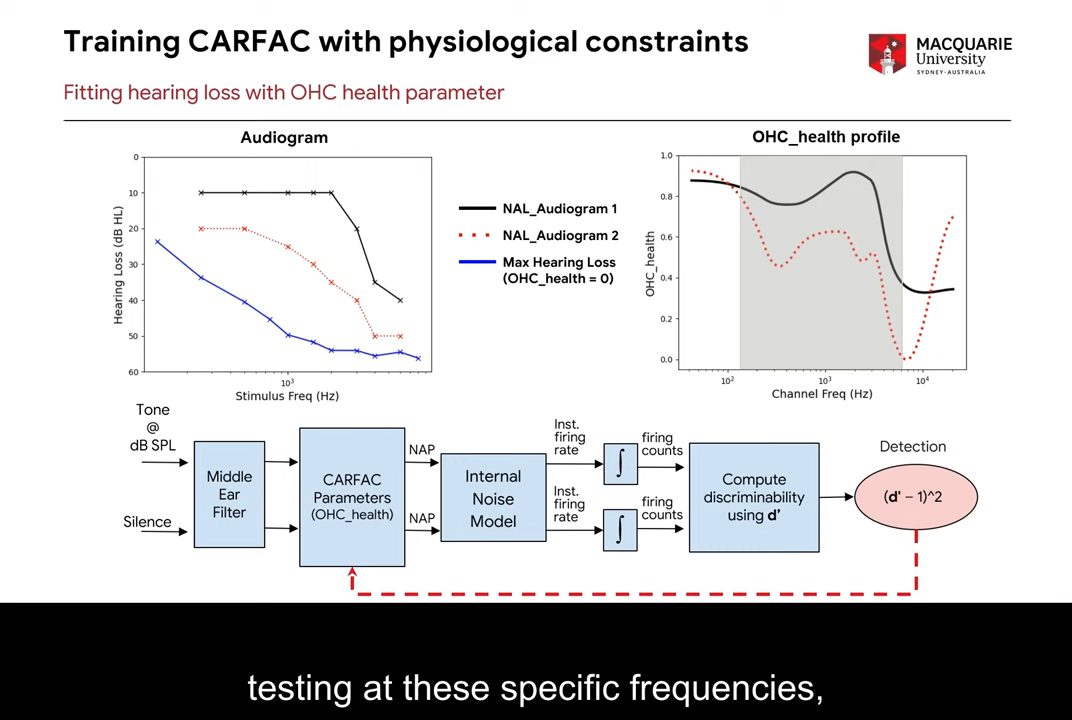 Training CARFAC with physiological constraints
MACQUARIE
University
SYDNEY·AUSTRALIA
Fitting hearing loss with OHC health parameter
Audiogram
0
10
20
30
40
50
60
Hearing Loss (dB HL)
10³
Stimulus Freq (Hz)
NAL_Audiogram 1
NAL_Audiogram 2
Max Hearing Loss
(OHC_health = 0)
OHC_health profile
1.0
0.8
0.6
0.4
0.2
0.0
OHC_health
10² 10³ 10⁴
Channel Freq (Hz)
Tone
@
dB SPL
Silence
Middle
Ear
Filter
CARFAC
Parameters
(OHC_health)
NAP
NAP
Internal
Noise
Model
Inst.
firing
rate
Inst.
firing
rate
∫
∫
firing
counts
firing
counts
Compute
discriminability
using d’
Detection
(d' − 1)^2
testing at these specific frequencies,